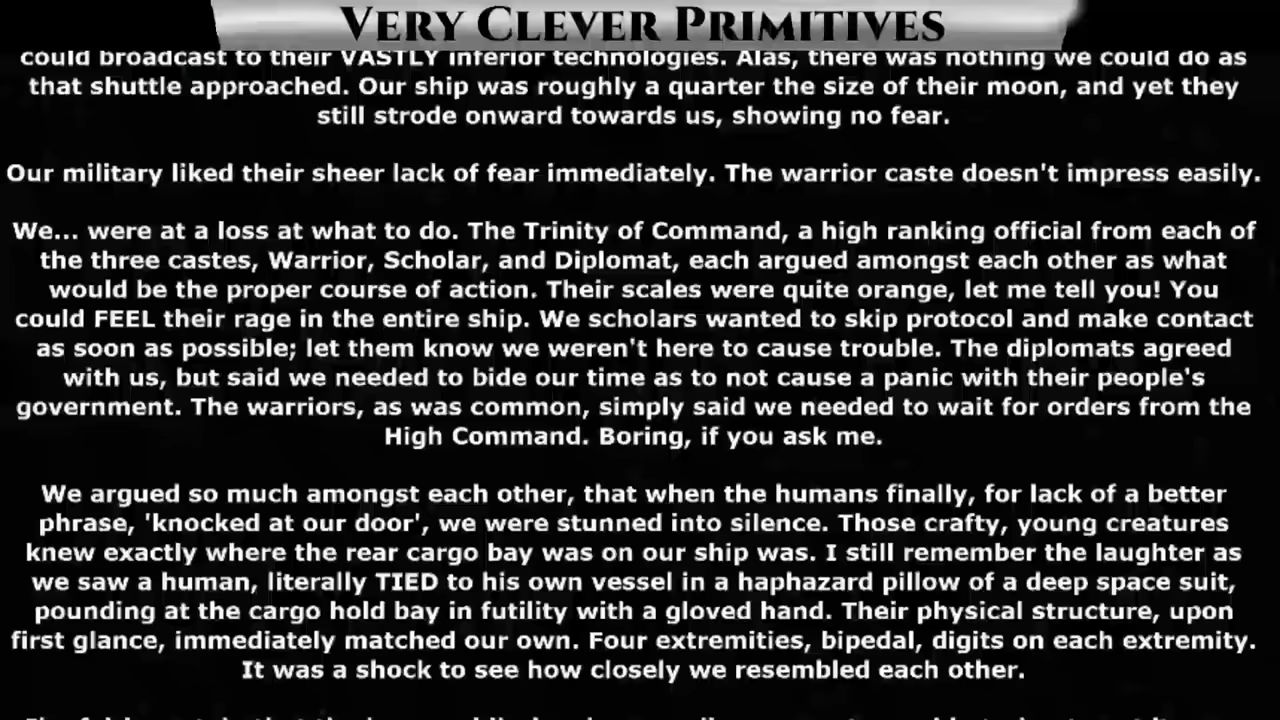 VERY CLEVER PRIMITIVES
could broadcast to their VASTLY inferior technologies. Alas, there was nothing we could do as
that shuttle approached. Our ship was roughly a quarter the size of their moon, and yet they
still strode onward towards us, showing no fear.
Our military liked their sheer lack of fear immediately. The warrior caste doesn't impress easily.
We... were at a loss at what to do. The Trinity of Command, a high ranking official from each of
the three castes, Warrior, Scholar, and Diplomat, each argued amongst each other as what
would be the proper course of action. Their scales were quite orange, let me tell you! You
could FEEL their rage in the entire ship. We scholars wanted to skip protocol and make contact
as soon as possible; let them know we weren't here to cause trouble. The diplomats agreed
with us, but said we needed to bide our time as to not cause a panic with their people's
government. The warriors, as was common, simply said we needed to wait for orders from the
High Command. Boring, if you ask me.
We argued so much amongst each other, that when the humans finally, for lack of a better
phrase, 'knocked at our door', we were stunned into silence. Those crafty, young creatures
knew exactly where the rear cargo bay was on our ship was. I still remember the laughter as
we saw a human, literally TIED to his own vessel in a haphazard pillow of a deep space suit,
pounding at the cargo hold bay in futility with a gloved hand. Their physical structure, upon
first glance, immediately matched our own. Four extremities, bipedal, digits on each extremity.
It was a shock to see how closely we resembled each other.